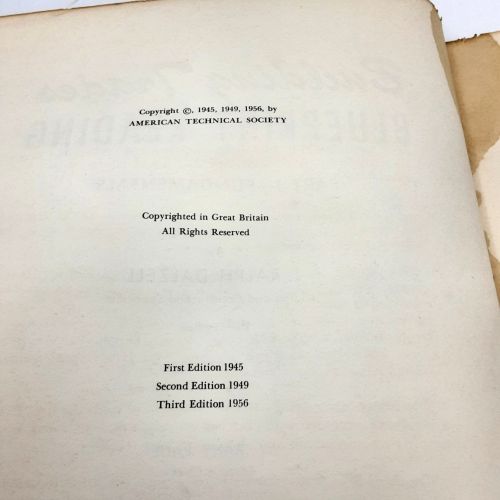 Copyright ©, 1945, 1949, 1956, by
AMERICAN TECHNICAL SOCIETY
Copyrighted in Great Britain
All Rights Reserved
First Edition 1945
Second Edition 1949
Third Edition 1956